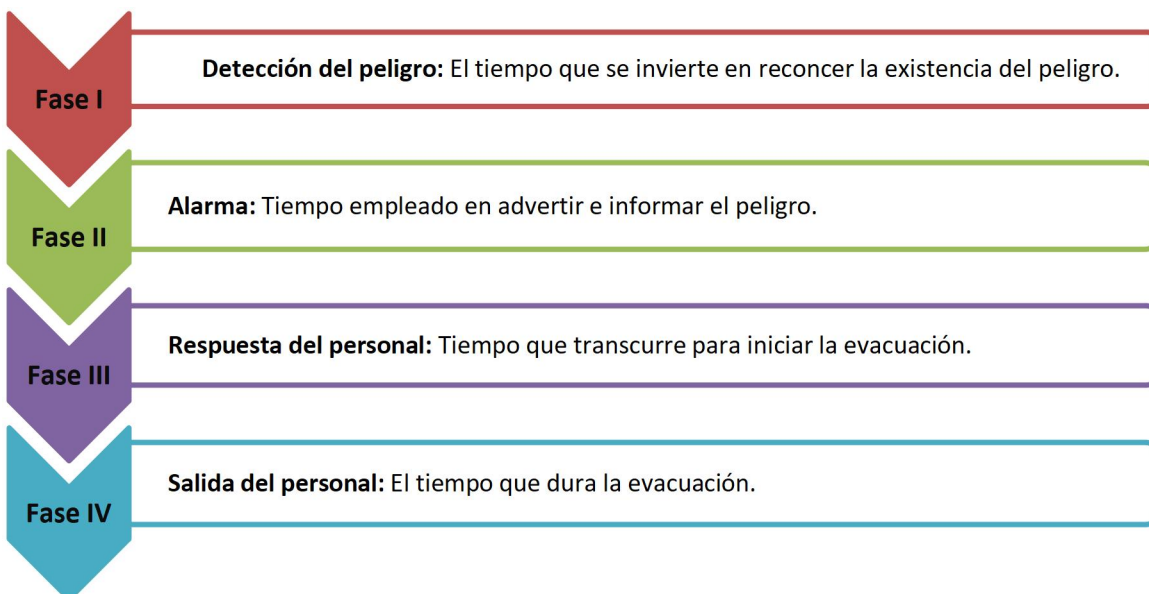 Fase I
Detección del peligro: El tiempo que se invierte en reconcer la existencia del peligro.
Fase II
Alarma: Tiempo empleado en advertir e informar el peligro.
Fase III
Respuesta del personal: Tiempo que transcurre para iniciar la evacuación.
Fase IV
Salida del personal: El tiempo que dura la evacuación.